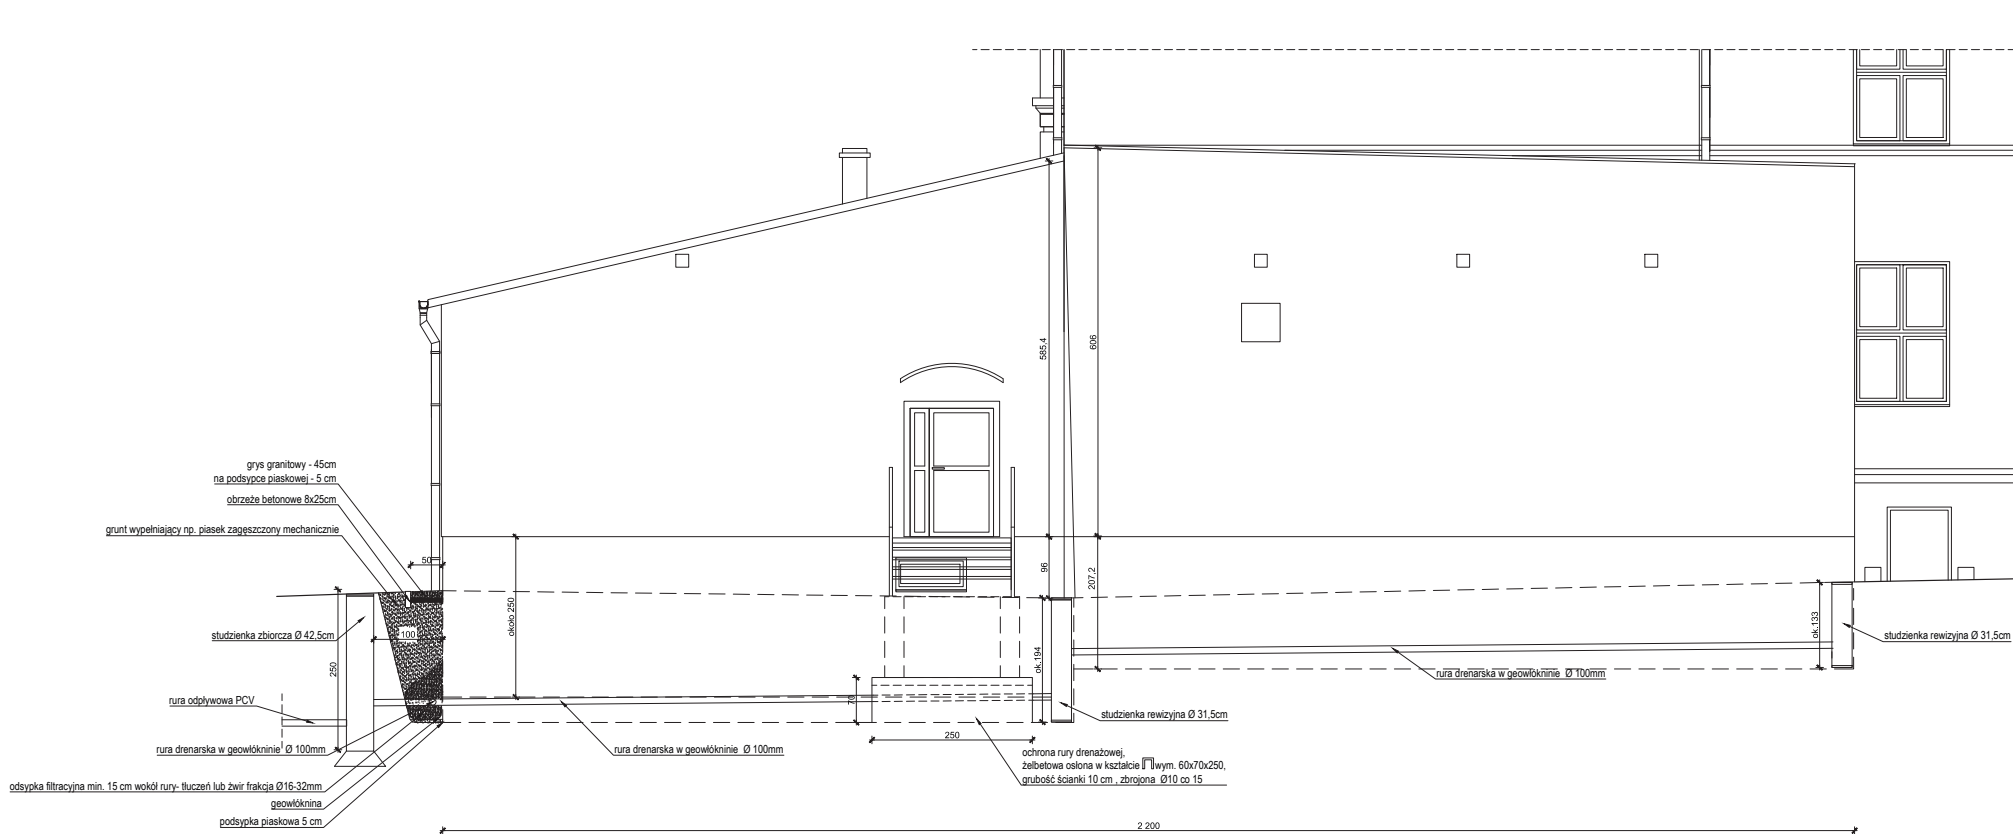 585,4
606
grys granitowy - 45cm
na podsypce piaskowej - 5 cm
obrzeże betonowe 8x25cm
grunt wypełniający np. piasek zagęszczony mechanicznie
50
96
207,2
około 250
100
studzienka zbiorcza Ø 42,5cm
250
ok.133
studzienka rewizyjna Ø 31,5cm
ok.194
rura drenarska w geowłókninie Ø 100mm
rura odpływowa PCV
70
studzienka rewizyjna Ø 31,5cm
250
rura drenarska w geowłókninie Ø 100mm
rura drenarska w geowłókninie Ø 100mm
ochrona rury drenażowej,
żelbetowa osłona w kształcie wym. 60x70x250,
grubość ścianki 10 cm , zbrojona Ø10 co 15
odsypka filtracyjna min. 15 cm wokół rury- tłuczeń lub żwir frakcja Ø16-32mm
geowłóknina
podsypka piaskowa 5 cm
2 200